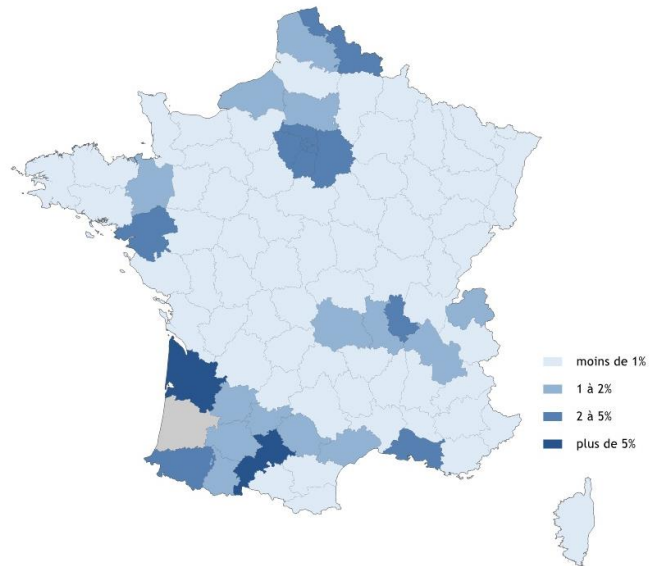 moins de 1%
1 à 2%
2 à 5%
plus de 5%